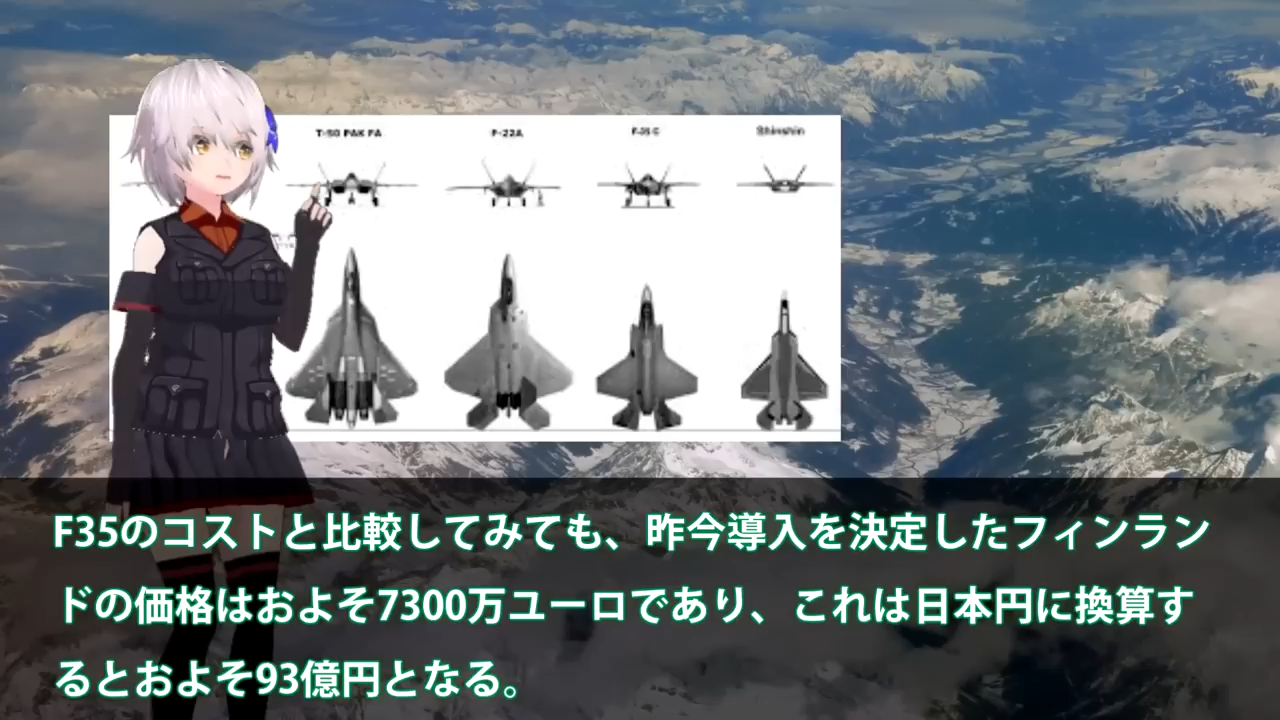 T-50 PAK FA
F-22A
F-35 C
Shinshin
F35のコストと比較してみても、昨今導入を決定したフィンラン
ドの価格はおよそ7300万ユーロであり、これは日本円に換算す
るとおよそ93億円となる。